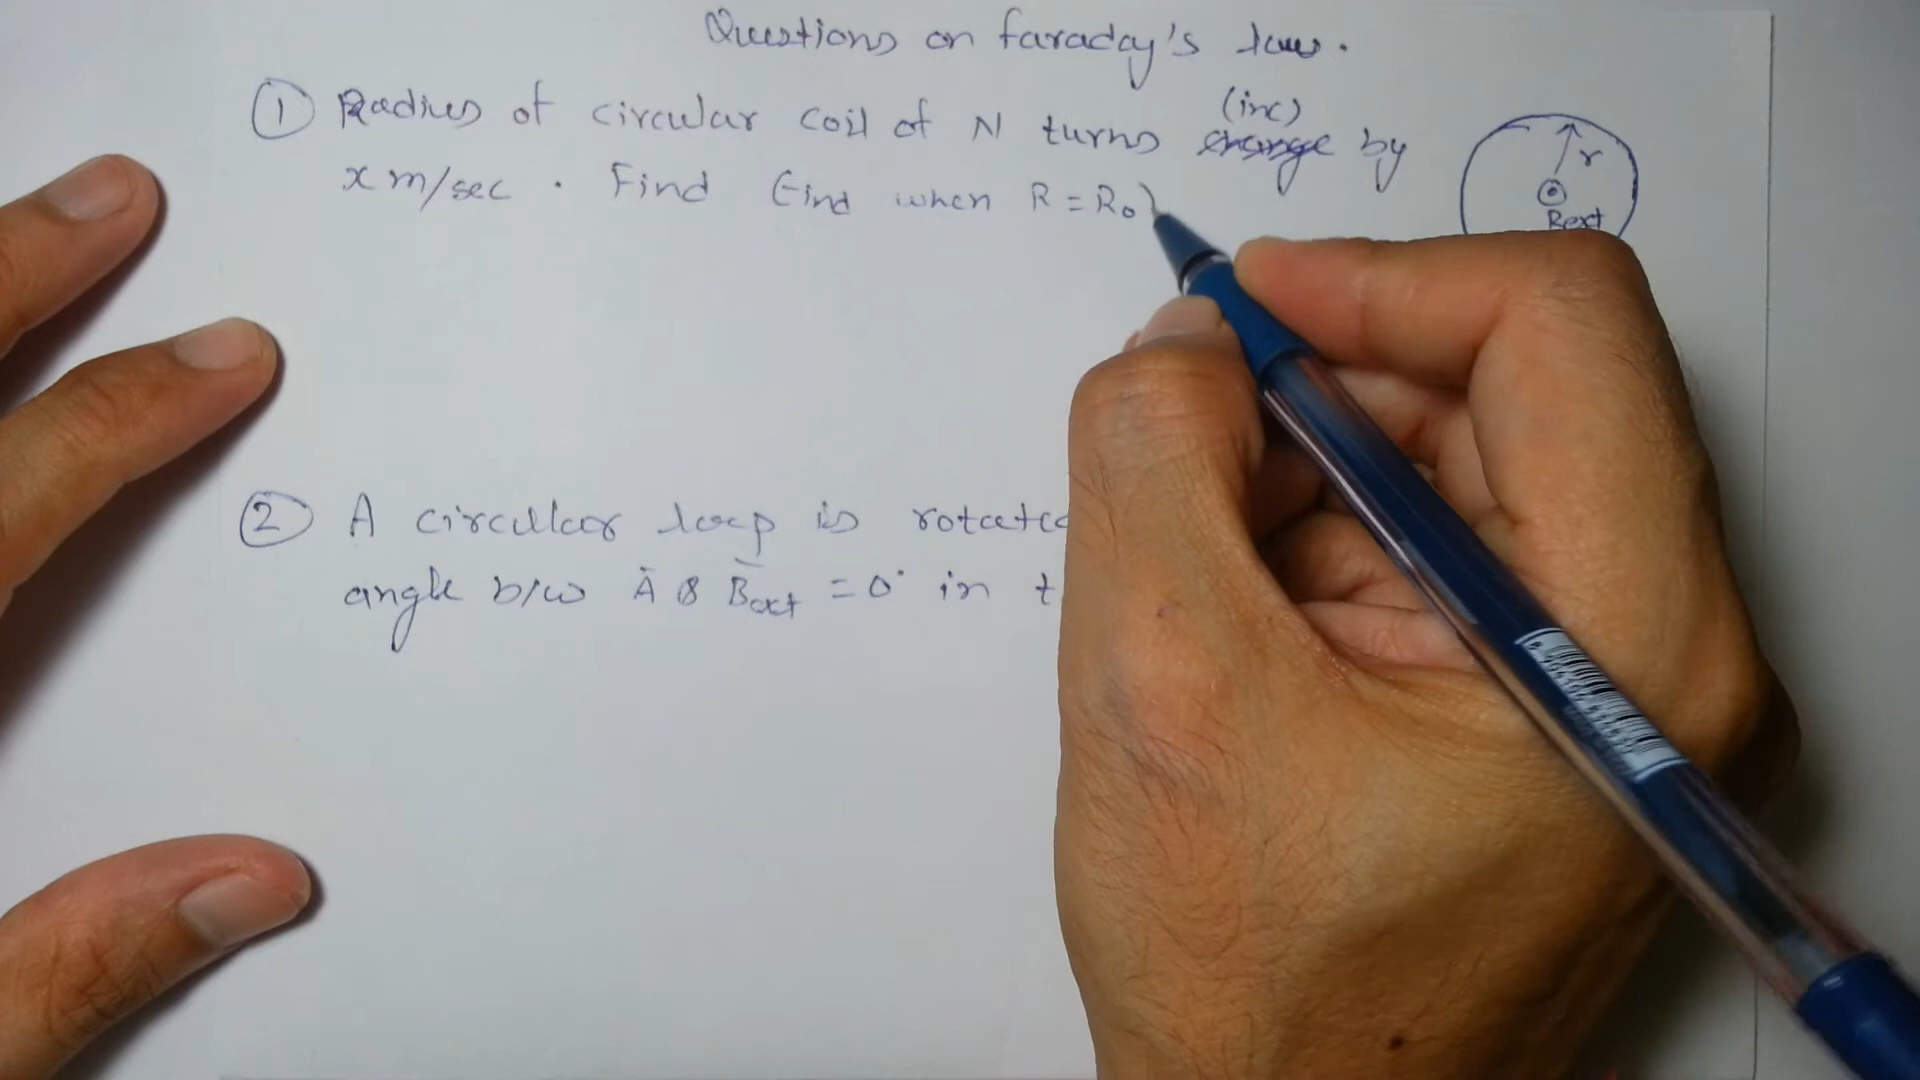 Questions on faraday's law.
① Radius of circular coil of N turns (inc) change by
x m/sec. Find Eind when R = R₀
r
Bext
② A circular loop is rotated
angle b/w Ā & B̄ext = 0° in t